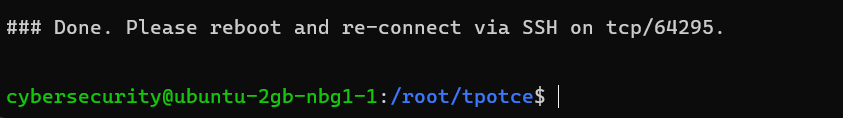 ### Done. Please reboot and re-connect via SSH on tcp/64295.
cybersecurity@ubuntu-2gb-nbg1-1:/root/tpotce$